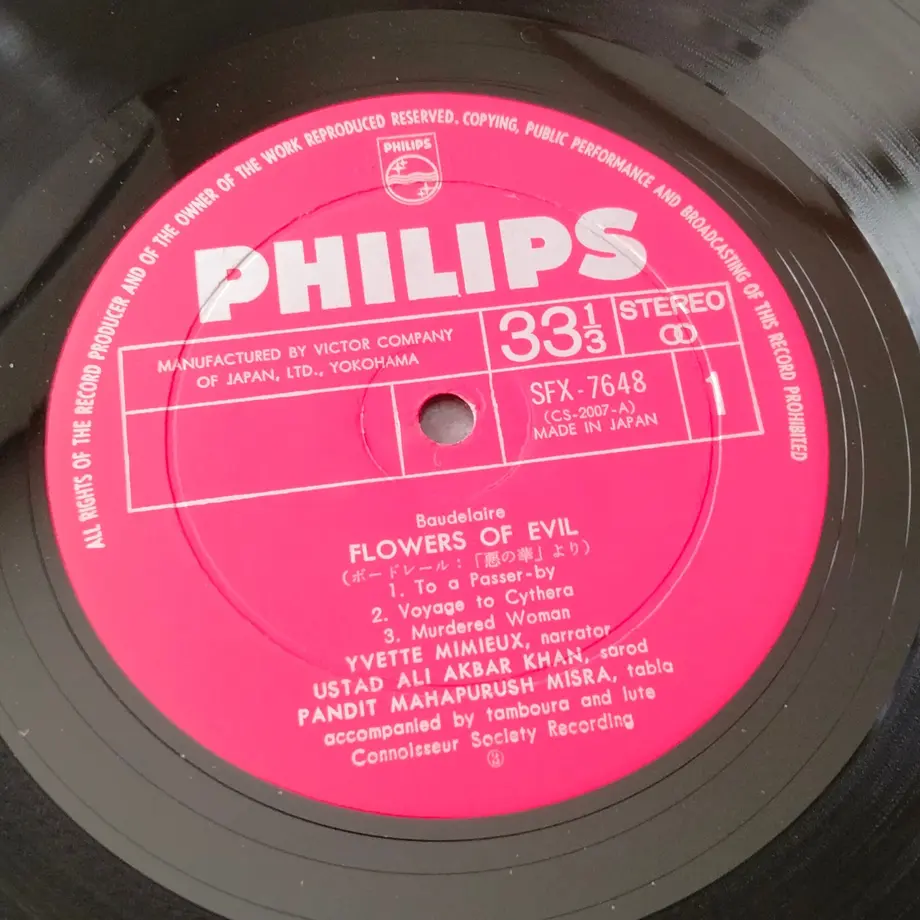 ALL RIGHTS OF THE RECORD PRODUCER AND OF THE OWNER OF THE WORK REPRODUCED RESERVED. COPYING, PUBLIC PERFORMANCE AND BROADCASTING OF THIS RECORD PROHIBITED
PHILIPS
PHILIPS
MANUFACTURED BY VICTOR COMPANY
OF JAPAN, LTD., YOKOHAMA
33 1/3
STEREO
SFX-7648
(CS-2007-A)
MADE IN JAPAN
1
Baudelaire
FLOWERS OF EVIL
(ボードレール:「悪の華」より)
1. To a Passer-by
2. Voyage to Cythera
3. Murdered Woman
YVETTE MIMIEUX, narrator
USTAD ALI AKBAR KHAN, sarod
PANDIT MAHAPURUSH MISRA, tabla
accompanied by tamboura and lute
Connoisseur Society Recording
③